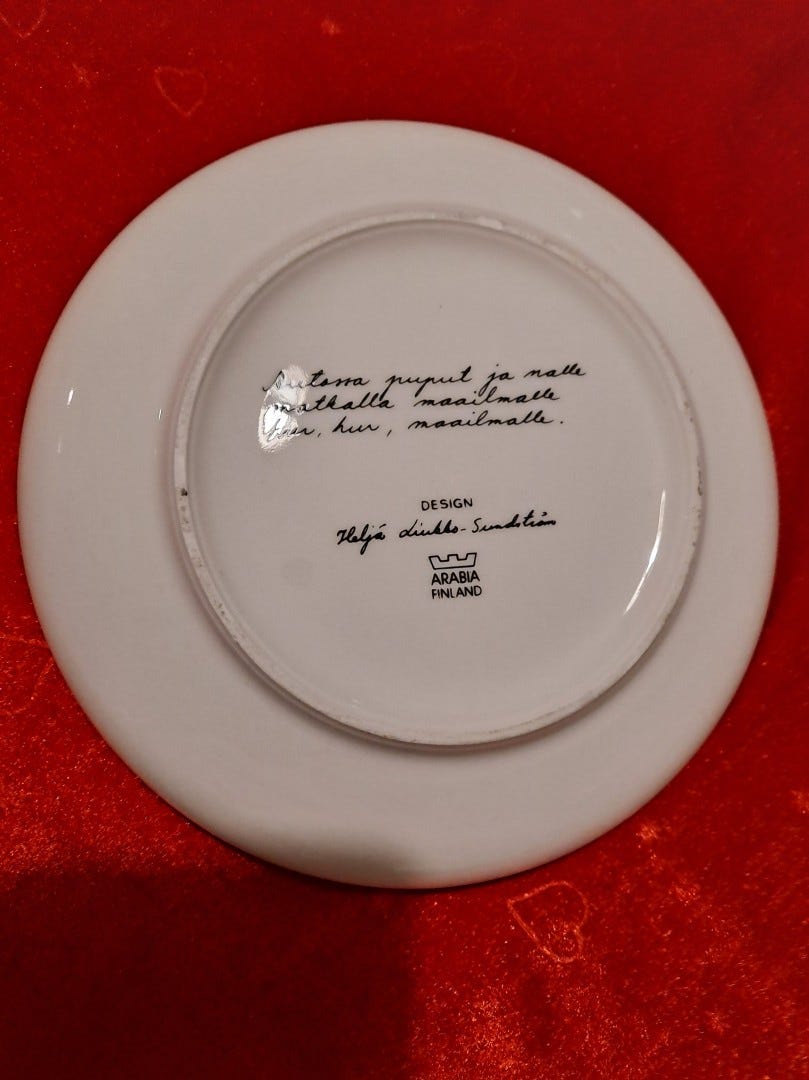 Autossa puput ja nalle
matkalla maailmalle
hur, hur, maailmalle.
DESIGN
Heljä Liukko-Sundström
ARABIA
FINLAND